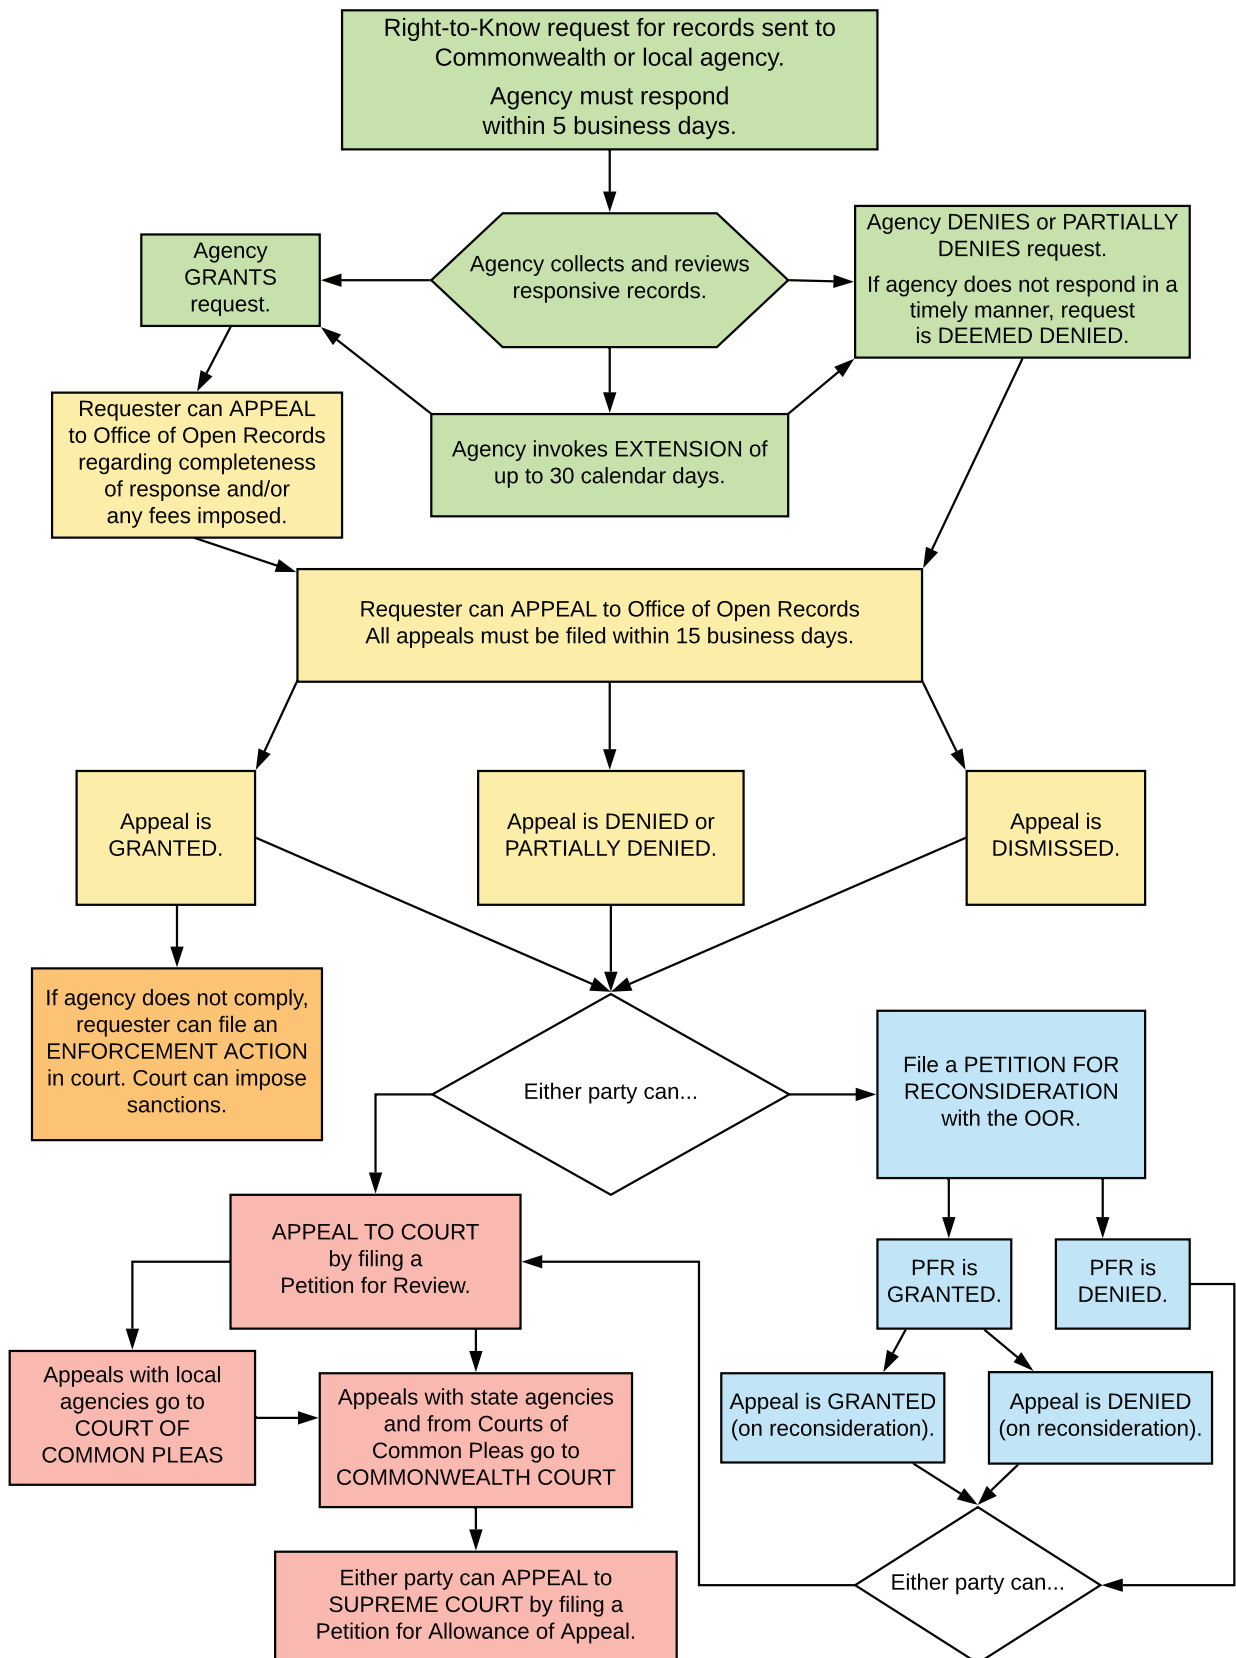 Right-to-Know request for records sent to
Commonwealth or local agency.
Agency must respond
within 5 business days.
Agency
GRANTS
request.
Agency collects and reviews
responsive records.
Agency DENIES or PARTIALLY
DENIES request.
If agency does not respond in a
timely manner, request
is DEEMED DENIED.
Requester can APPEAL
to Office of Open Records
regarding completeness
of response and/or
any fees imposed.
Agency invokes EXTENSION of
up to 30 calendar days.
Requester can APPEAL to Office of Open Records
All appeals must be filed within 15 business days.
Appeal is
GRANTED.
Appeal is DENIED or
PARTIALLY DENIED.
Appeal is
DISMISSED.
If agency does not comply,
requester can file an
ENFORCEMENT ACTION
in court. Court can impose
sanctions.
Either party can...
File a PETITION FOR
RECONSIDERATION
with the OOR.
APPEAL TO COURT
by filing a
Petition for Review.
PFR is
GRANTED.
PFR is
DENIED.
Appeals with local
agencies go to
COURT OF
COMMON PLEAS
Appeals with state agencies
and from Courts of
Common Pleas go to
COMMONWEALTH COURT
Appeal is GRANTED
(on reconsideration).
Appeal is DENIED
(on reconsideration).
Either party can APPEAL to
SUPREME COURT by filing a
Petition for Allowance of Appeal.
Either party can...